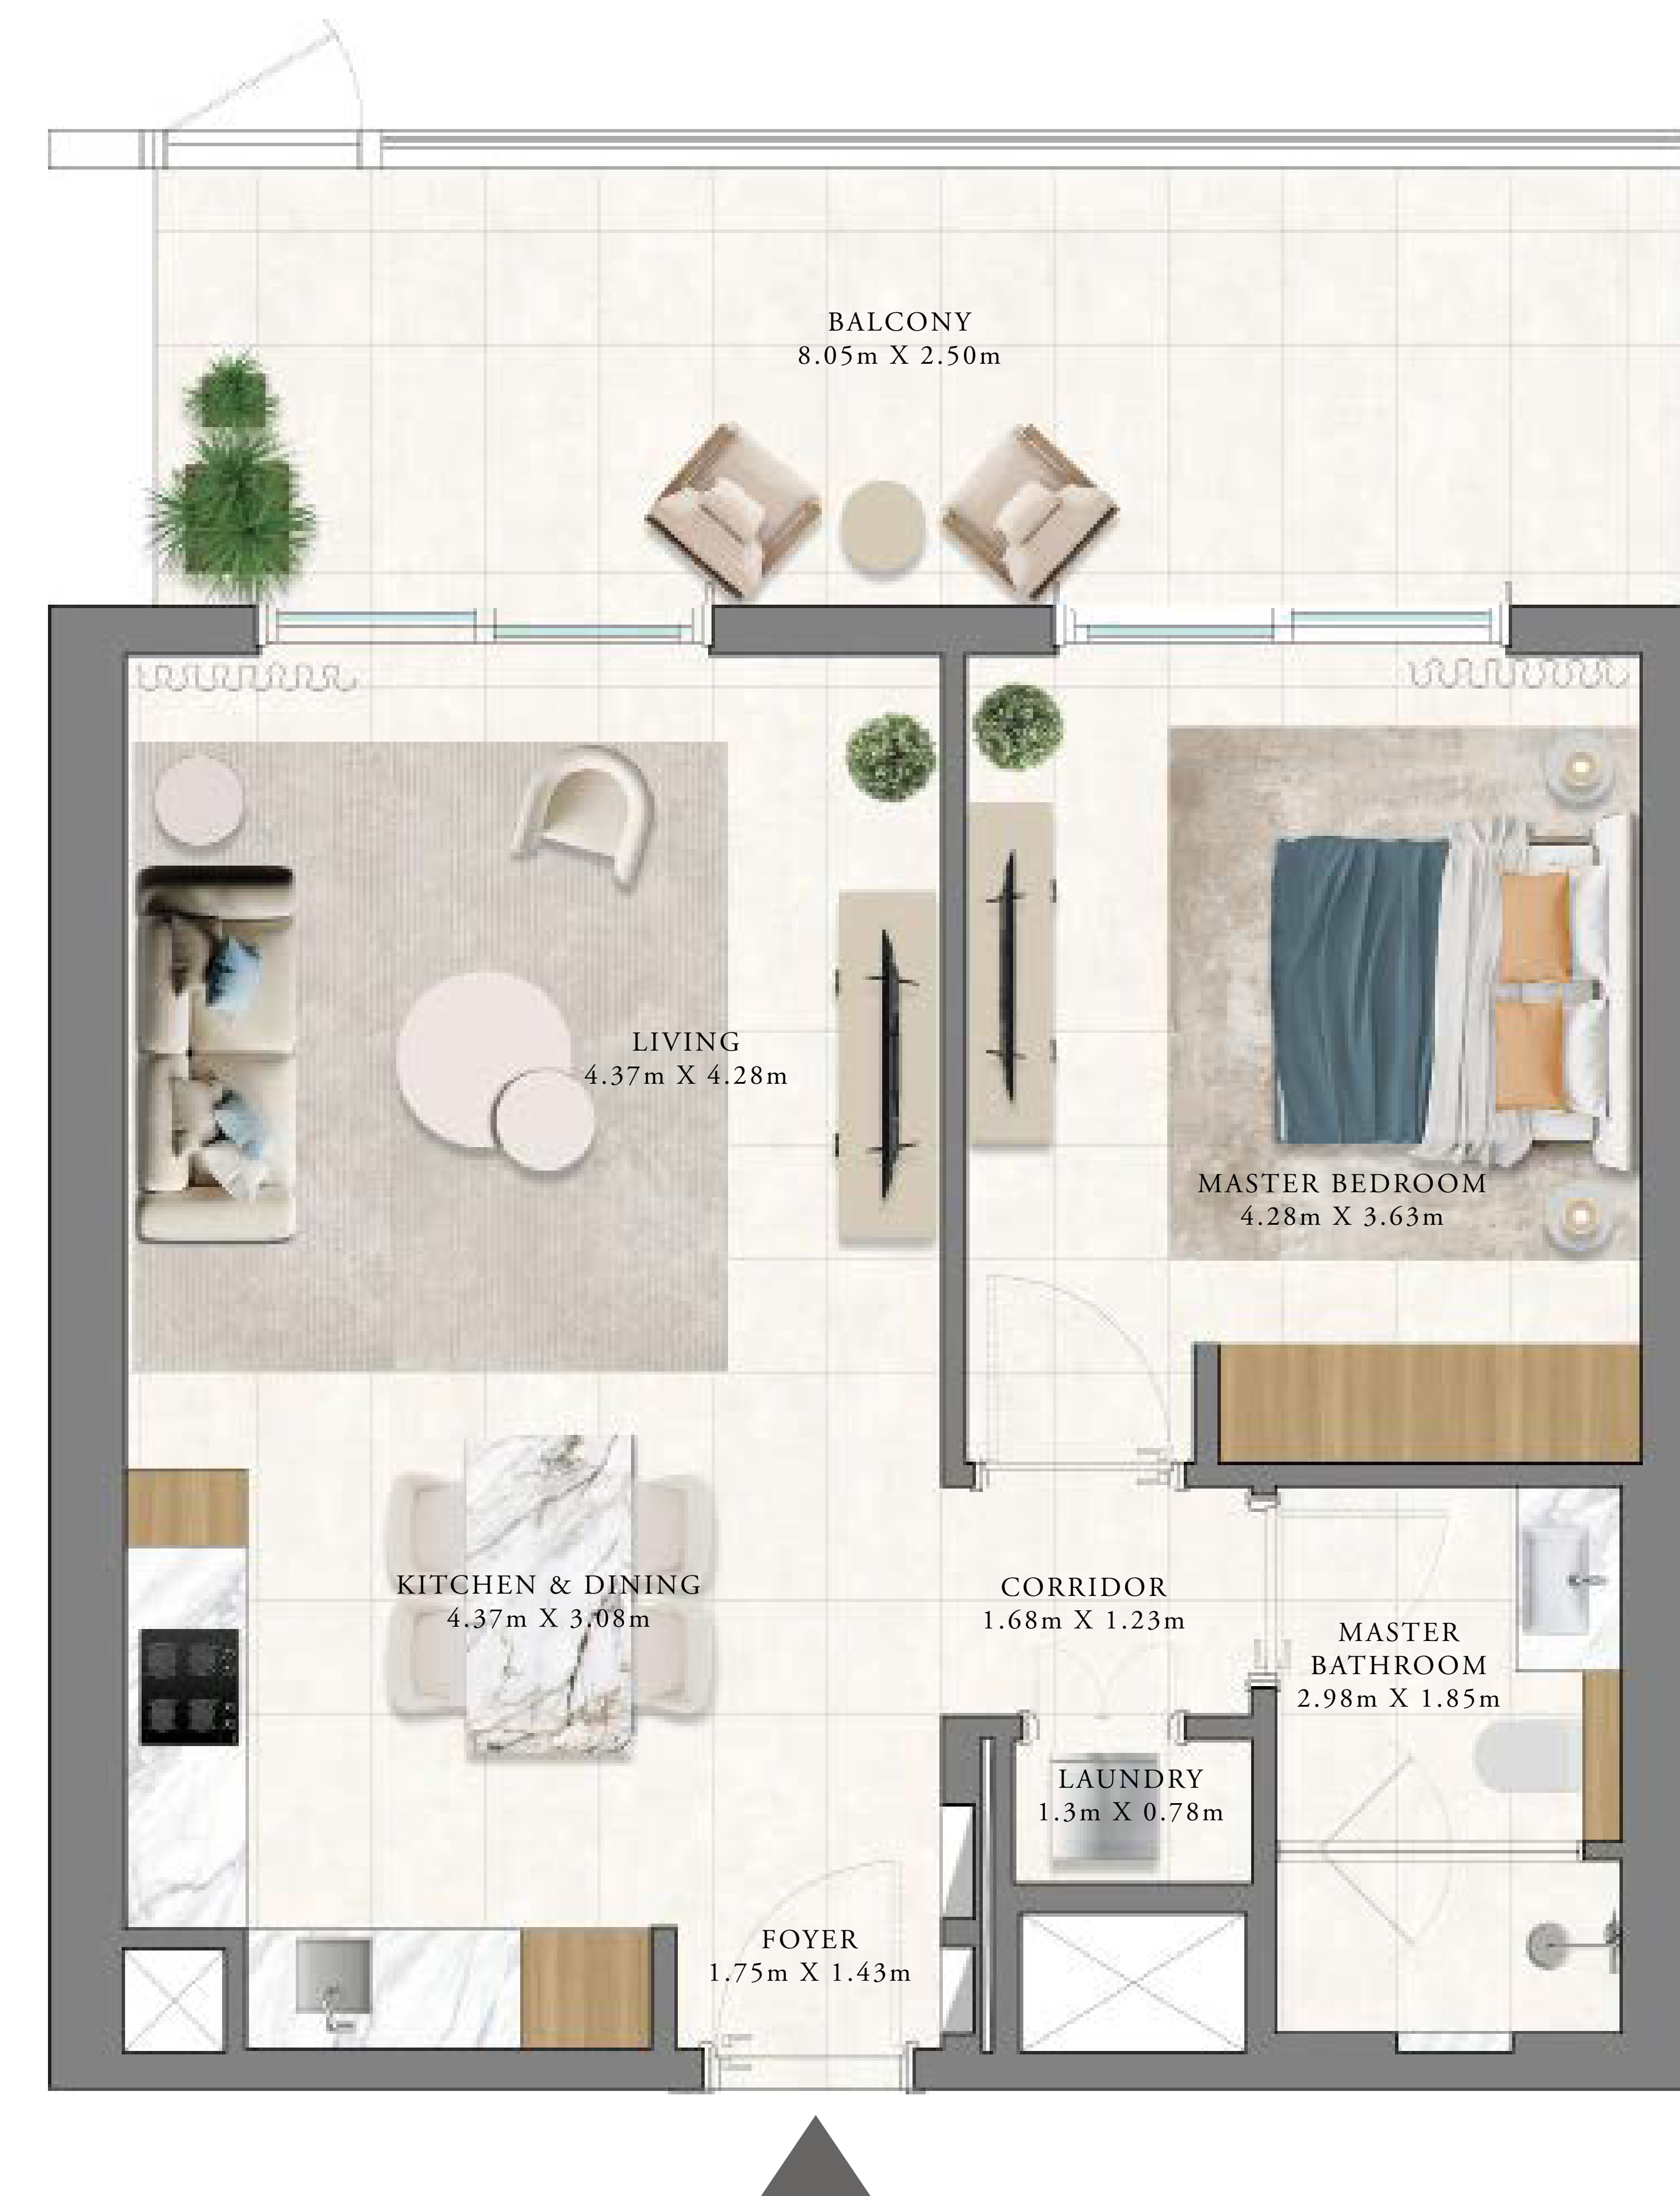 BALCONY
8.05m X 2.50m
LIVING
4.37m X 4.28m
MASTER BEDROOM
4.28m X 3.63m
KITCHEN & DINING
4.37m X 3.08m
CORRIDOR
1.68m X 1.23m
MASTER
BATHROOM
2.98m X 1.85m
LAUNDRY
1.3m X 0.78m
FOYER
1.75m X 1.43m